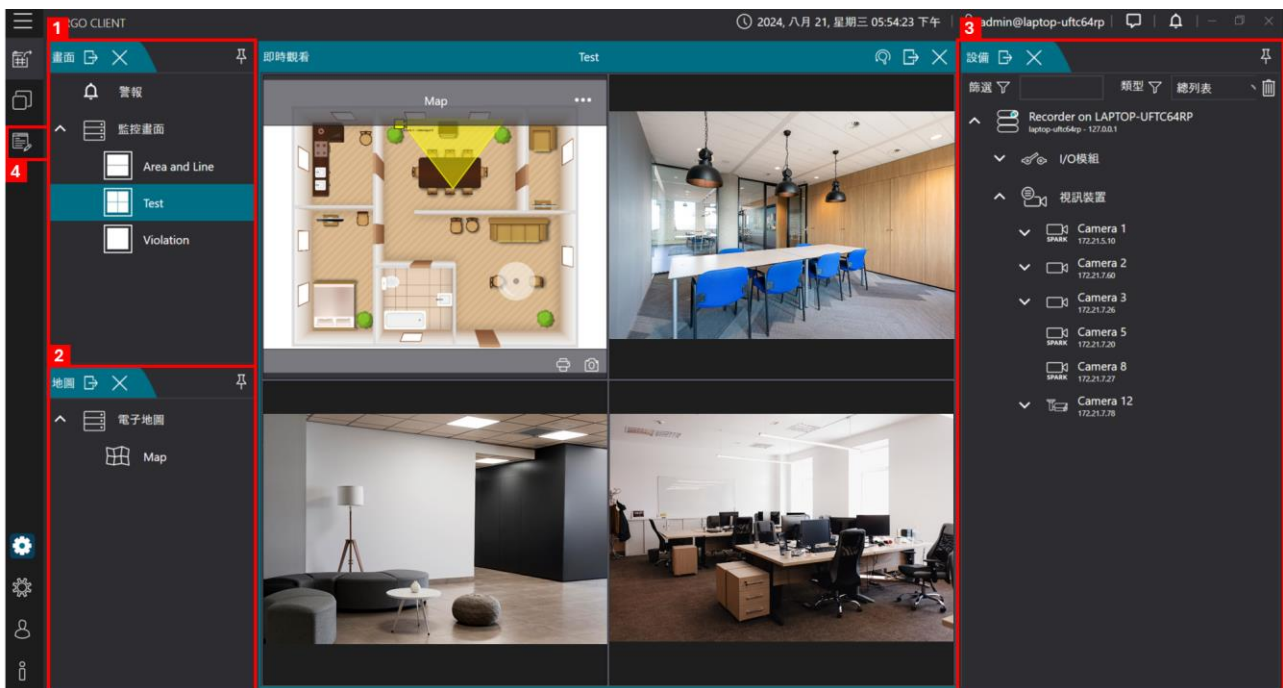 1
RGO CLIENT
2024, 八月 21, 星期三 05:54:23 下午
admin@laptop-uftc64rp
3
畫面
警報
監控畫面
Area and Line
Test
Violation
4
2
地圖
電子地圖
Map
即時觀看
Test
Map
設備
篩選
類型
總列表
Recorder on LAPTOP-UFTC64RP
laptop-uftc64rp - 127.0.0.1
I/O模組
視訊裝置
Camera 1
SPARK
172.21.5.10
Camera 2
172.21.7.60
Camera 3
172.21.7.26
Camera 5
SPARK
172.21.7.20
Camera 8
SPARK
172.21.7.27
Camera 12
172.21.7.78